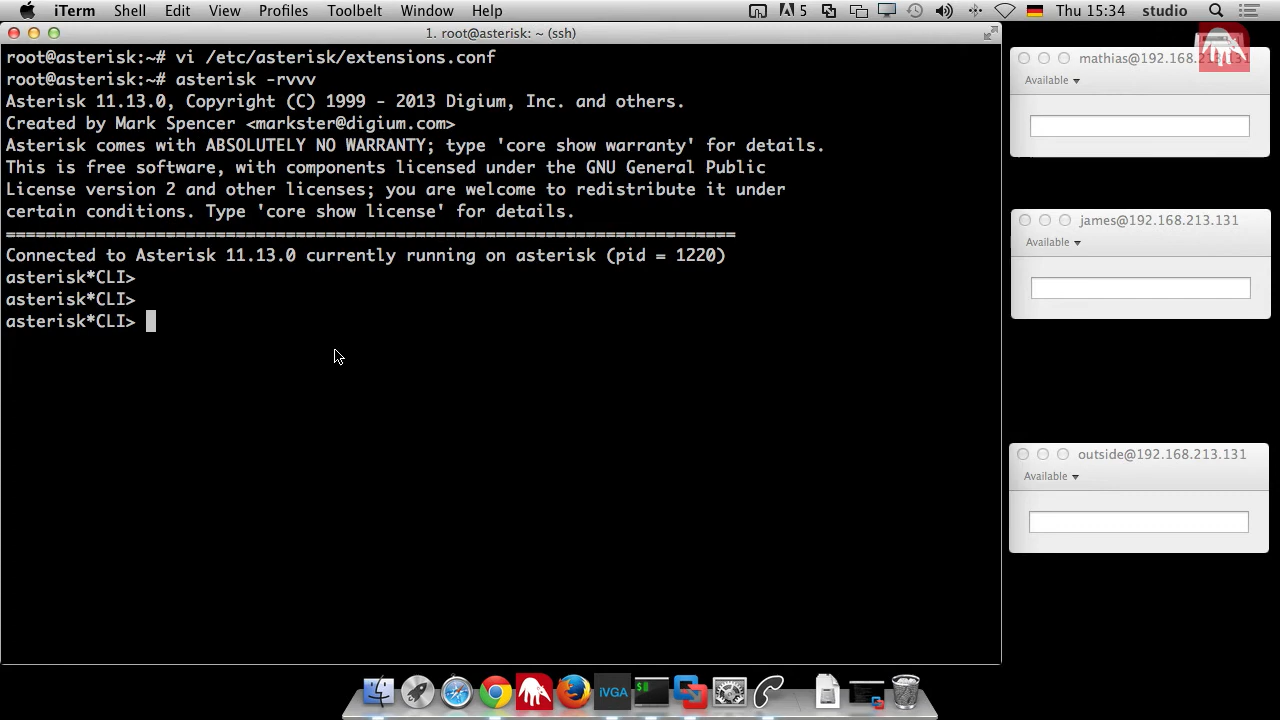 iTerm Shell Edit View Profiles Toolbelt Window Help 5 Thu 15:34 studio
1. root@asterisk: ~ (ssh)
root@asterisk:~# vi /etc/asterisk/extensions.conf
root@asterisk:~# asterisk -rvvv
Asterisk 11.13.0, Copyright (C) 1999 - 2013 Digium, Inc. and others.
Created by Mark Spencer <markster@digium.com>
Asterisk comes with ABSOLUTELY NO WARRANTY; type 'core show warranty' for details.
This is free software, with components licensed under the GNU General Public
License version 2 and other licenses; you are welcome to redistribute it under
certain conditions. Type 'core show license' for details.
=========================================================================
Connected to Asterisk 11.13.0 currently running on asterisk (pid = 1220)
asterisk*CLI>
asterisk*CLI>
asterisk*CLI>
mathias@192.168.213.131
Available
james@192.168.213.131
Available
outside@192.168.213.131
Available
iVGA
$